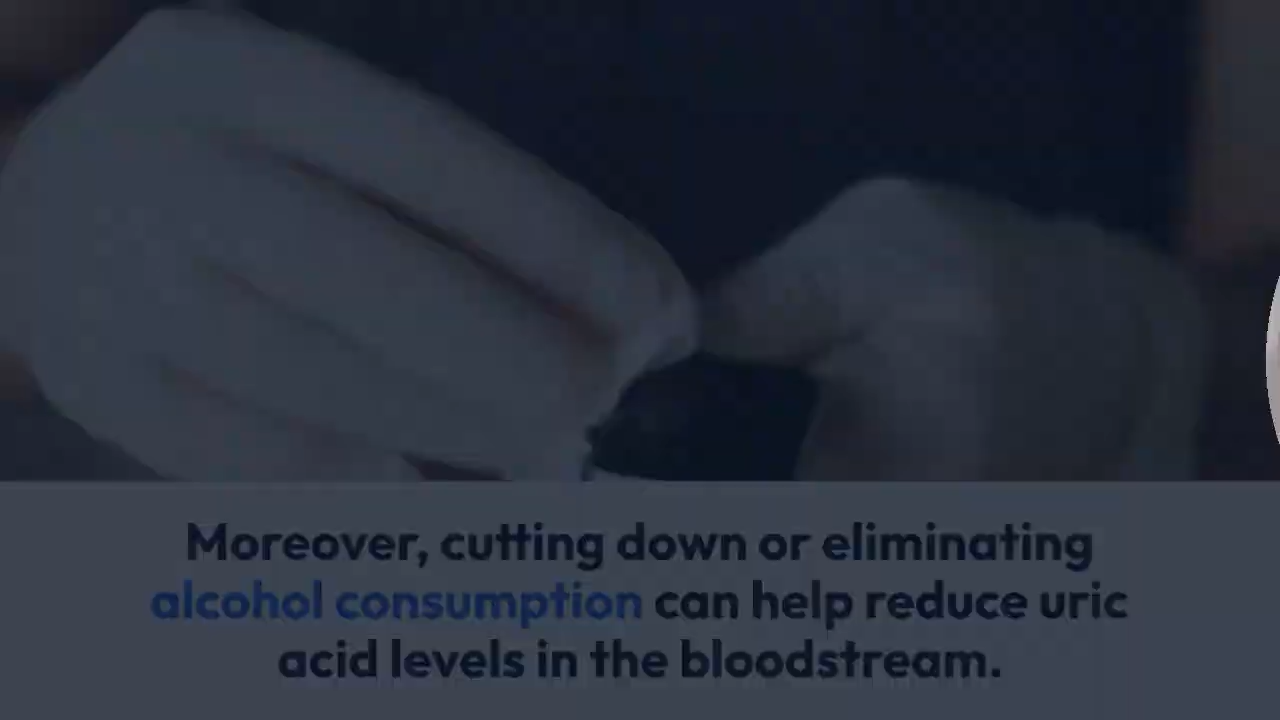 Moreover, cutting down or eliminating
alcohol consumption can help reduce uric
acid levels in the bloodstream.